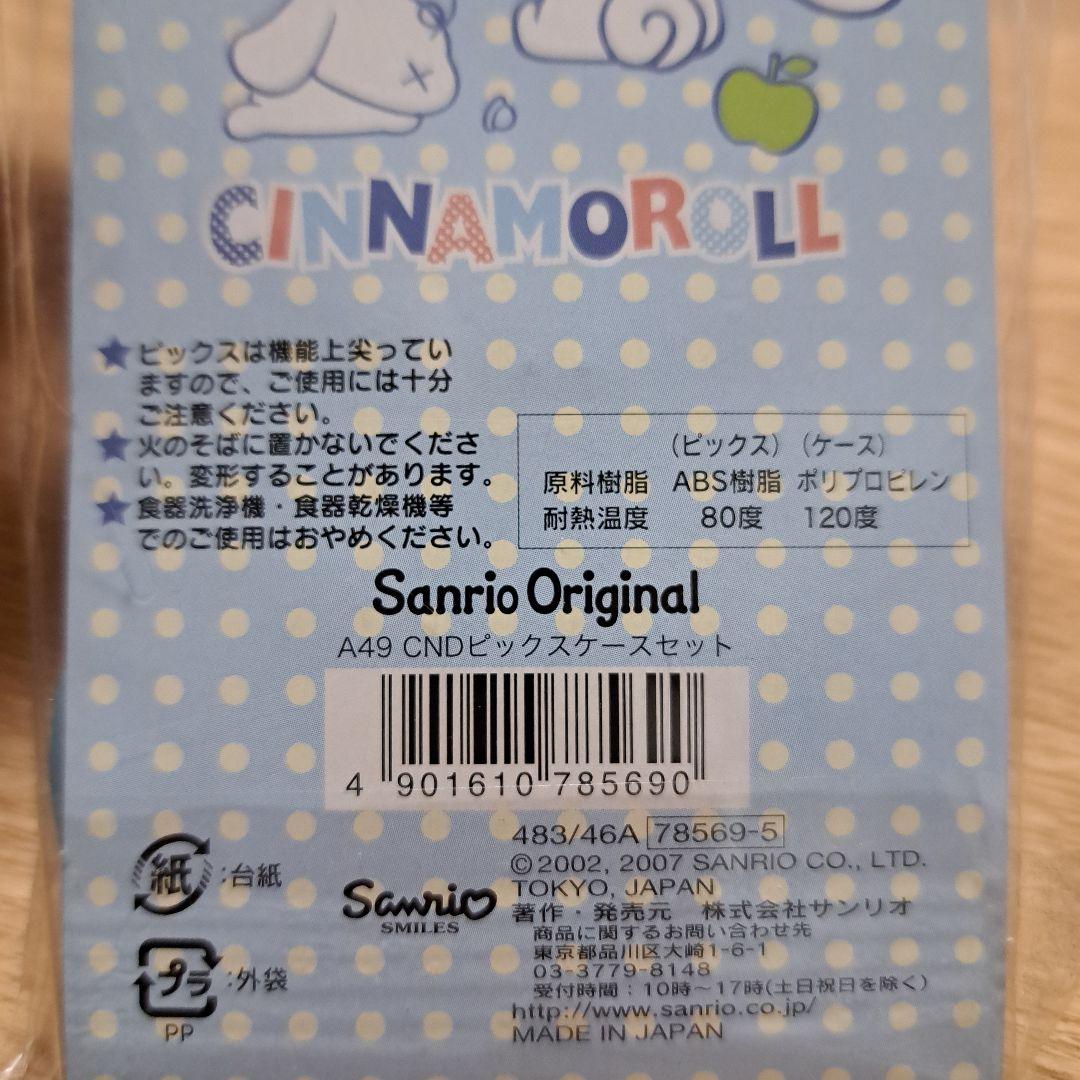 CINNAMOROLL
★ピックスは機能上尖ってい
ますので、ご使用には十分
ご注意ください。
★火のそばに置かないでくださ
い。変形することがあります。
★食器洗浄機・食器乾燥機等
でのご使用はおやめください。
（ピックス）（ケース）
原料樹脂 ABS樹脂 ポリプロピレン
耐熱温度 80度 120度
Sanrio Original
A49 CNDピックスケースセット
4 901610 785690
483/46A 78569-5
©2002, 2007 SANRIO CO., LTD.
TOKYO, JAPAN
著作・発売元 株式会社サンリオ
商品に関するお問い合わせ先
東京都品川区大崎1-6-1
03-3779-8148
受付時間：10時～17時(土日祝日を除く)
http://www.sanrio.co.jp/
MADE IN JAPAN
Sanrio
SMILES
紙：台紙
プラ：外袋
PP